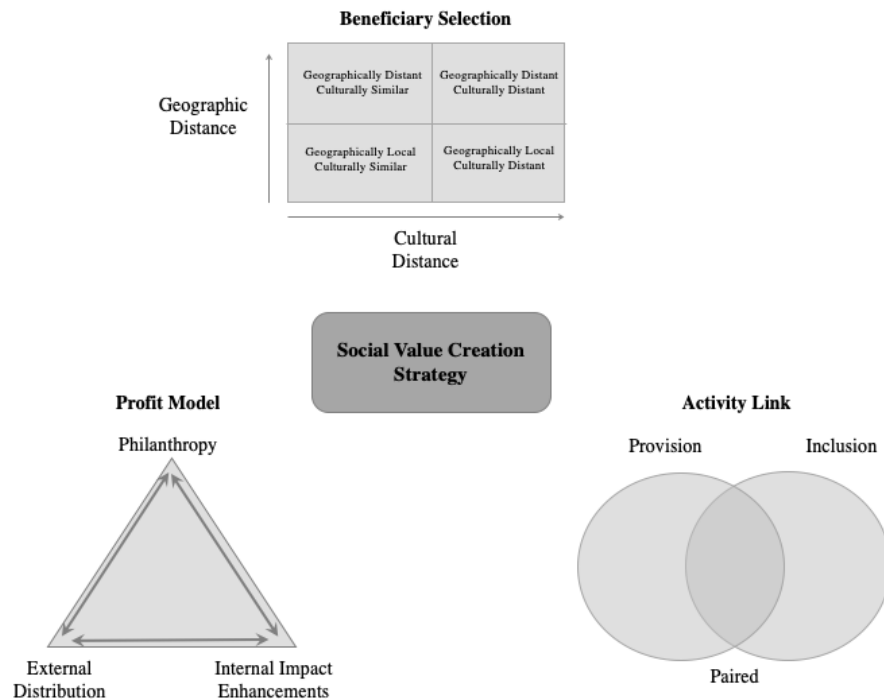 Beneficiary Selection
Geographic
Distance
Geographically Distant
Culturally Similar
Geographically Distant
Culturally Distant
Geographically Local
Culturally Similar
Geographically Local
Culturally Distant
Cultural
Distance
Social Value Creation
Strategy
Profit Model
Philanthropy
External
Distribution
Internal Impact
Enhancements
Activity Link
Provision
Inclusion
Paired